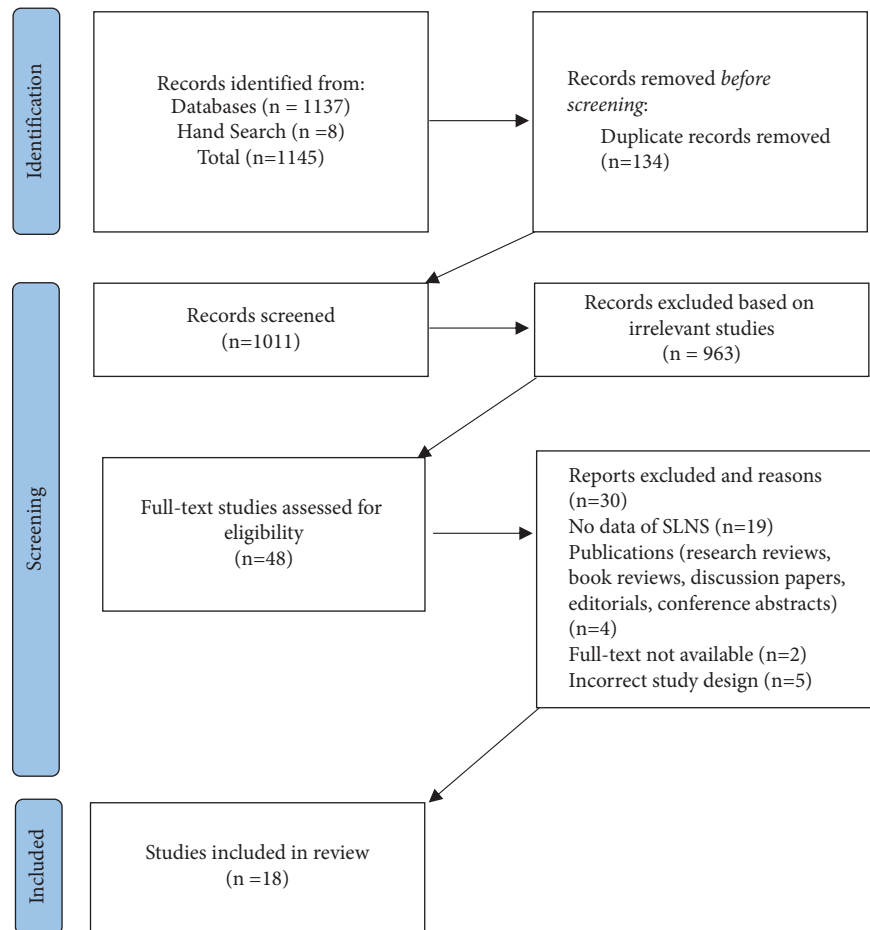 Identification
Records identified from:
Databases (n = 1137)
Hand Search (n =8)
Total (n=1145)
Records removed before
screening:
Duplicate records removed
(n=134)
Screening
Records screened
(n=1011)
Records excluded based on
irrelevant studies
(n = 963)
Full-text studies assessed for
eligibility
(n=48)
Reports excluded and reasons
(n=30)
No data of SLNS (n=19)
Publications (research reviews,
book reviews, discussion papers,
editorials, conference abstracts)
(n=4)
Full-text not available (n=2)
Incorrect study design (n=5)
Included
Studies included in review
(n =18)